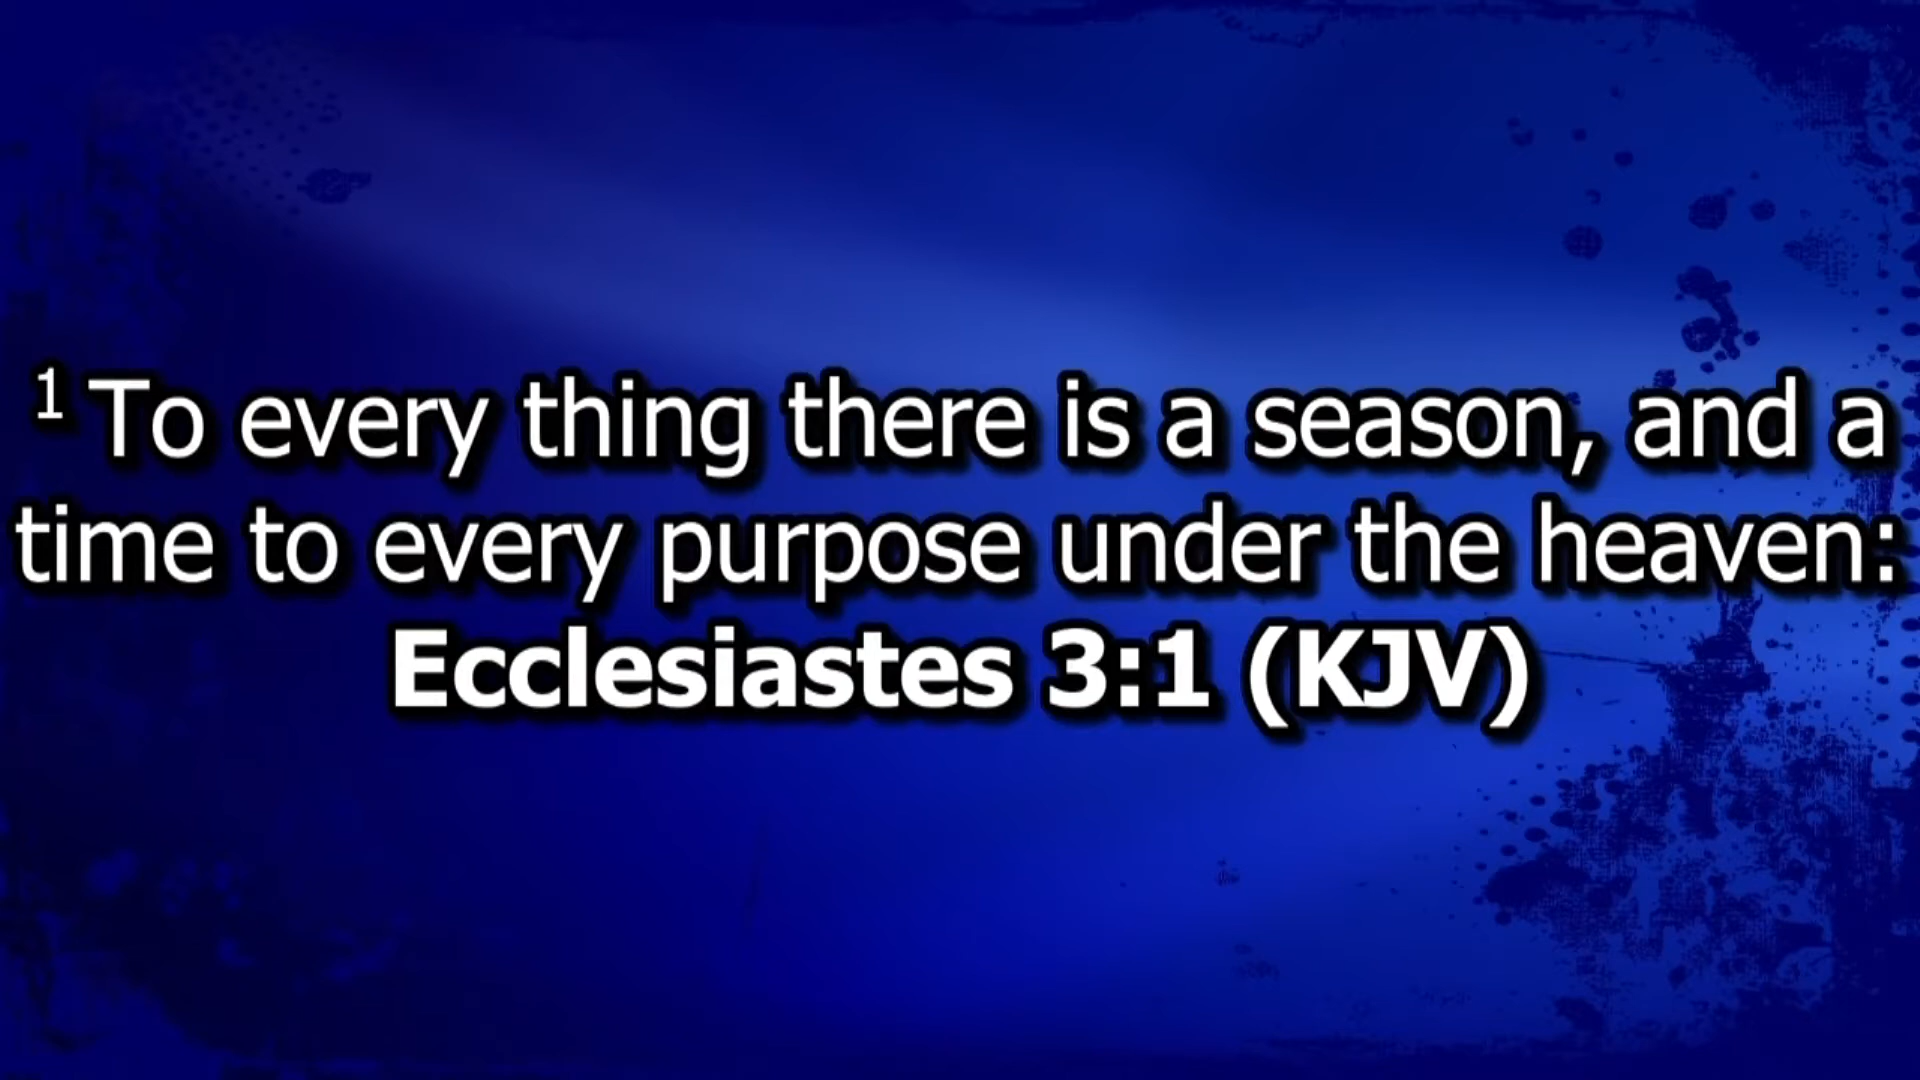 1 To every thing there is a season, and a
time to every purpose under the heaven:
Ecclesiastes 3:1 (KJV)